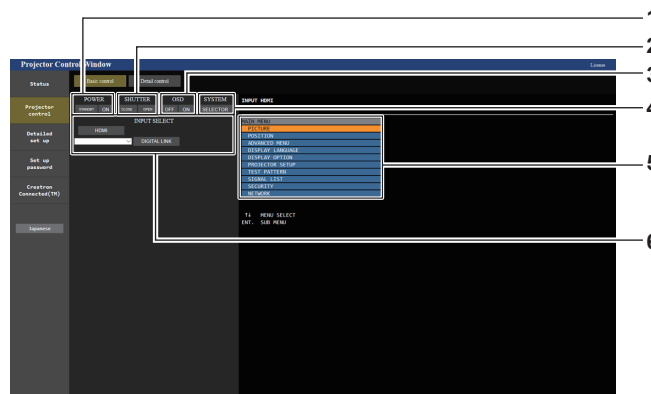 1
2
3
4
5
6
Projector Control Window
License
Status
Basic control
Detail control
Projector control
POWER
SHUTTER
OSD
SYSTEM
STANDBY
ON
CLOSE
OPEN
OFF
ON
SELECTOR
INPUT SELECT
HDMI
DIGITAL LINK
INPUT HDMI
MAIN MENU
PICTURE
POSITION
ADVANCED MENU
DISPLAY LANGUAGE
DISPLAY OPTION
PROJECTOR SETUP
TEST PATTERN
SIGNAL LIST
SECURITY
NETWORK
↑↓ MENU SELECT
ENT. SUB MENU
Detailed
set up
Set up
password
Crestron
Connected(TM)
Japanese